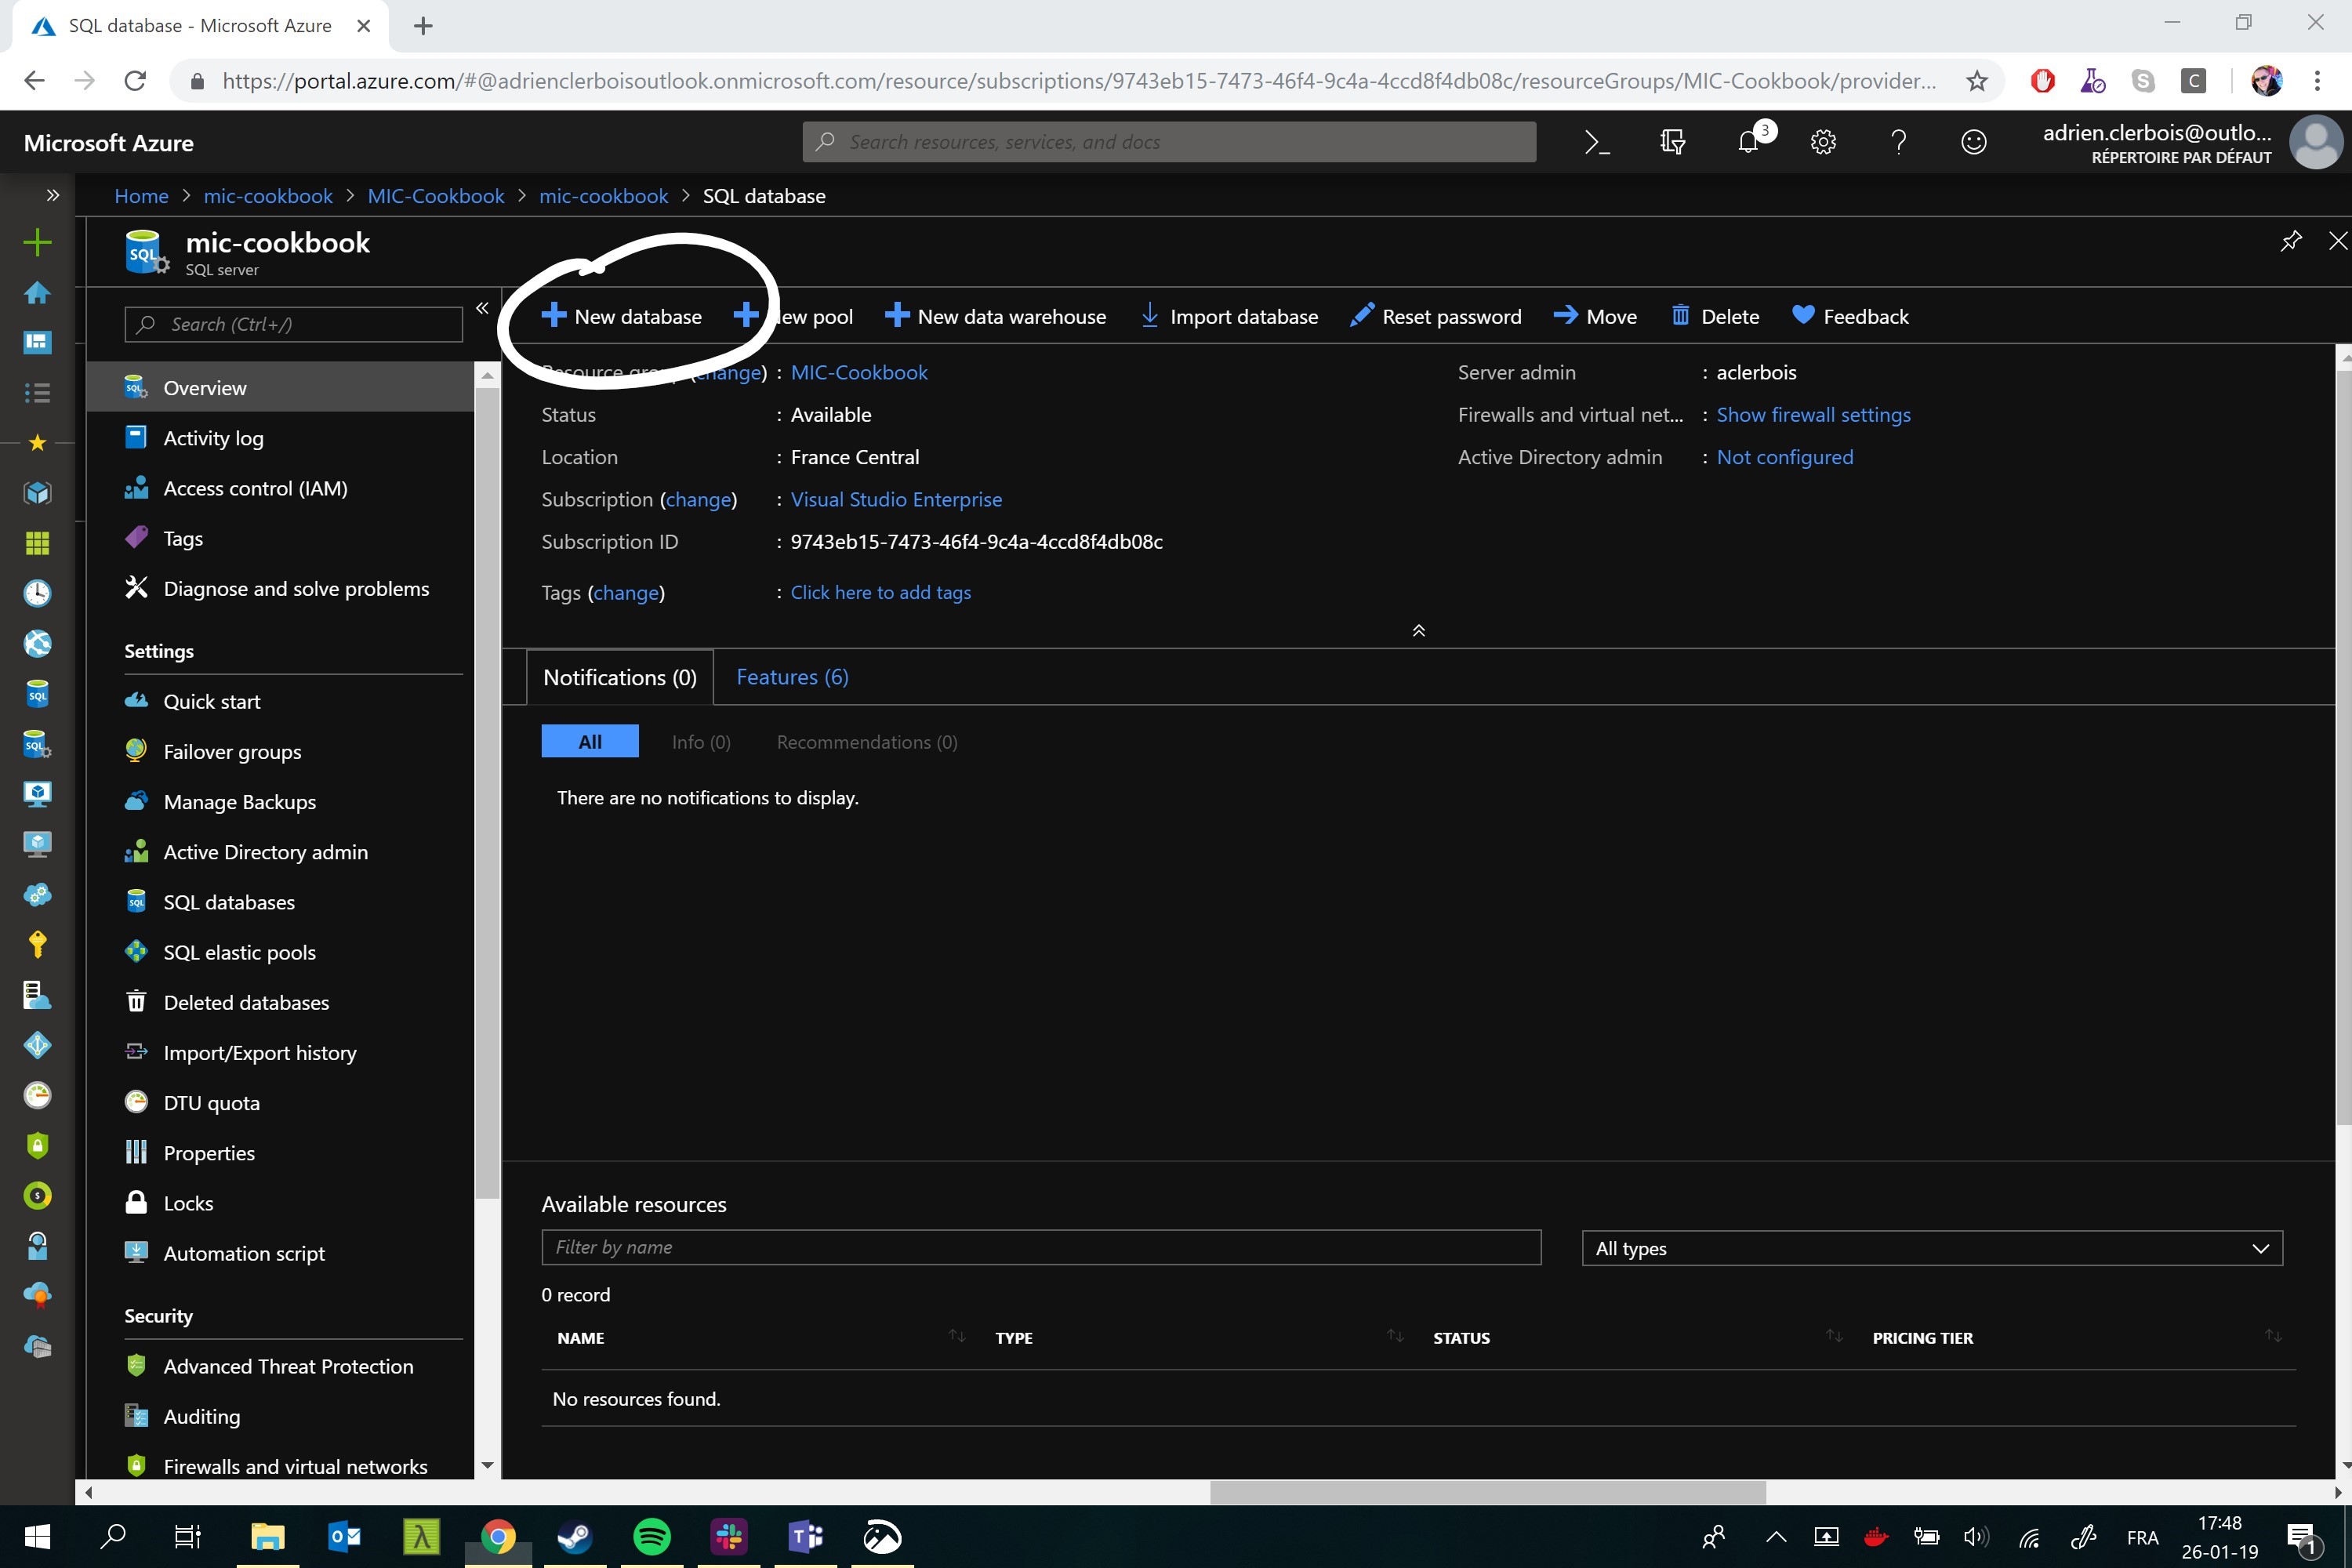 SQL database - Microsoft Azure
https://portal.azure.com/#@adrienclerboisoutlook.onmicrosoft.com/resource/subscriptions/9743eb15-7473-46f4-9c4a-4ccd8f4db08c/resourceGroups/MIC-Cookbook/provider...
Microsoft Azure
Search resources, services, and docs
3
adrien.clerbois@outlo...
RÉPERTOIRE PAR DÉFAUT
Home > mic-cookbook > MIC-Cookbook > mic-cookbook > SQL database
mic-cookbook
SQL server
Search (Ctrl+/)
Overview
Activity log
Access control (IAM)
Tags
Diagnose and solve problems
Settings
Quick start
Failover groups
Manage Backups
Active Directory admin
SQL databases
SQL elastic pools
Deleted databases
Import/Export history
DTU quota
Properties
Locks
Automation script
Security
Advanced Threat Protection
Auditing
Firewalls and virtual networks
New database New pool New data warehouse Import database Reset password Move Delete Feedback
Resource group (change) : MIC-Cookbook
Status : Available
Location : France Central
Subscription (change) : Visual Studio Enterprise
Subscription ID : 9743eb15-7473-46f4-9c4a-4ccd8f4db08c
Tags (change) : Click here to add tags
Server admin : aclerbois
Firewalls and virtual net... : Show firewall settings
Active Directory admin : Not configured
Notifications (0) Features (6)
All Info (0) Recommendations (0)
There are no notifications to display.
Available resources
Filter by name
All types
0 record
NAME TYPE STATUS PRICING TIER
No resources found.
FRA
17:48
26-01-19
1